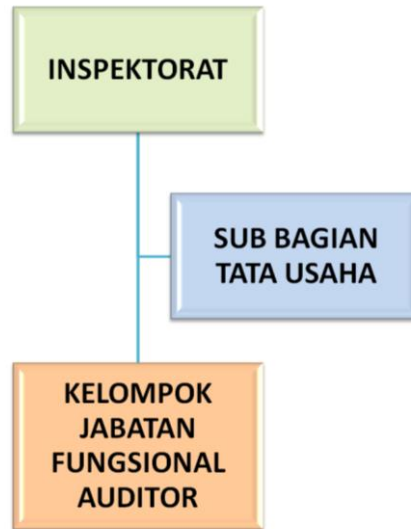 INSPEKTORAT
SUB BAGIAN
TATA USAHA
KELOMPOK
JABATAN
FUNGSIONAL
AUDITOR